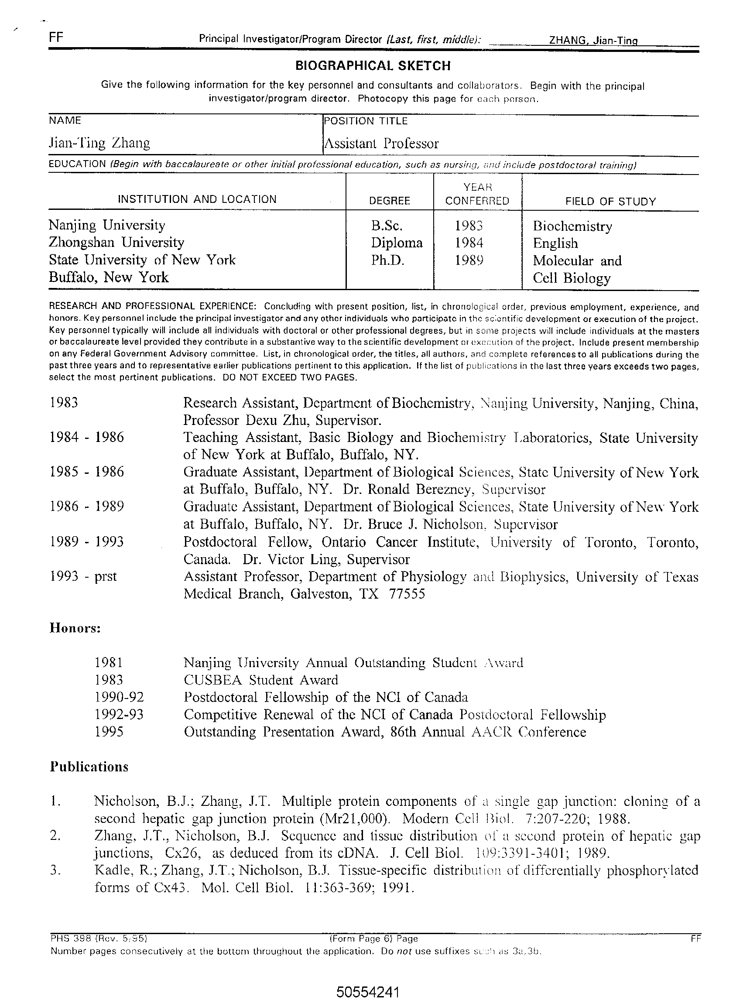 FF Principal Investigator/Program Director (Last, first, middle): ZHANG, Jian-Ting
BIOGRAPHICAL SKETCH
Give the following information for the key personnel and consultants and collaborators. Begin with the principal
investigator/program director. Photocopy this page for each person.
NAME POSITION TITLE
Jian-Ting Zhang Assistant Professor
EDUCATION (Begin with baccalaureate or other initial professional education, such as nursing, and include postdoctoral training)
INSTITUTION AND LOCATION DEGREE YEAR CONFERRED FIELD OF STUDY
Nanjing University B.Sc. 1983 Biochemistry
Zhongshan University Diploma 1984 English
State University of New York Ph.D. 1989 Molecular and
Buffalo, New York Cell Biology
RESEARCH AND PROFESSIONAL EXPERIENCE: Concluding with present position, list, in chronological order, previous employment, experience, and
honors. Key personnel include the principal investigator and any other individuals who participate in the scientific development or execution of the project.
Key personnel typically will include all individuals with doctoral or other professional degrees, but in some projects will include individuals at the masters
or baccalaureate level provided they contribute in a substantive way to the scientific development or execution of the project. Include present membership
on any Federal Government Advisory committee. List, in chronological order, the titles, all authors, and complete references to all publications during the
past three years and to representative earlier publications pertinent to this application. If the list of publications in the last three years exceeds two pages,
select the most pertinent publications. DO NOT EXCEED TWO PAGES.
1983 Research Assistant, Department of Biochemistry, Nanjing University, Nanjing, China,
Professor Dexu Zhu, Supervisor.
1984 - 1986 Teaching Assistant, Basic Biology and Biochemistry Laboratories, State University
of New York at Buffalo, Buffalo, NY.
1985 - 1986 Graduate Assistant, Department of Biological Sciences, State University of New York
at Buffalo, Buffalo, NY. Dr. Ronald Berezney, Supervisor
1986 - 1989 Graduate Assistant, Department of Biological Sciences, State University of New York
at Buffalo, Buffalo, NY. Dr. Bruce J. Nicholson, Supervisor
1989 - 1993 Postdoctoral Fellow, Ontario Cancer Institute, University of Toronto, Toronto,
Canada. Dr. Victor Ling, Supervisor
1993 - prst Assistant Professor, Department of Physiology and Biophysics, University of Texas
Medical Branch, Galveston, TX 77555
Honors:
1981 Nanjing University Annual Outstanding Student Award
1983 CUSBEA Student Award
1990-92 Postdoctoral Fellowship of the NCI of Canada
1992-93 Competitive Renewal of the NCI of Canada Postdoctoral Fellowship
1995 Outstanding Presentation Award, 86th Annual AACR Conference
Publications
1. Nicholson, B.J.; Zhang, J.T. Multiple protein components of a single gap junction: cloning of a
second hepatic gap junction protein (Mr21,000). Modern Cell Biol. 7:207-220; 1988.
2. Zhang, J.T., Nicholson, B.J. Sequence and tissue distribution of a second protein of hepatic gap
junctions, Cx26, as deduced from its cDNA. J. Cell Biol. 109:3391-3401; 1989.
3. Kadle, R.; Zhang, J.T.; Nicholson, B.J. Tissue-specific distribution of differentially phosphorylated
forms of Cx43. Mol. Cell Biol. 11:363-369; 1991.
PHS 398 (Rev. 5/95) (Form Page 6) Page FF
Number pages consecutively at the bottom throughout the application. Do not use suffixes such as 3a, 3b.
50554241